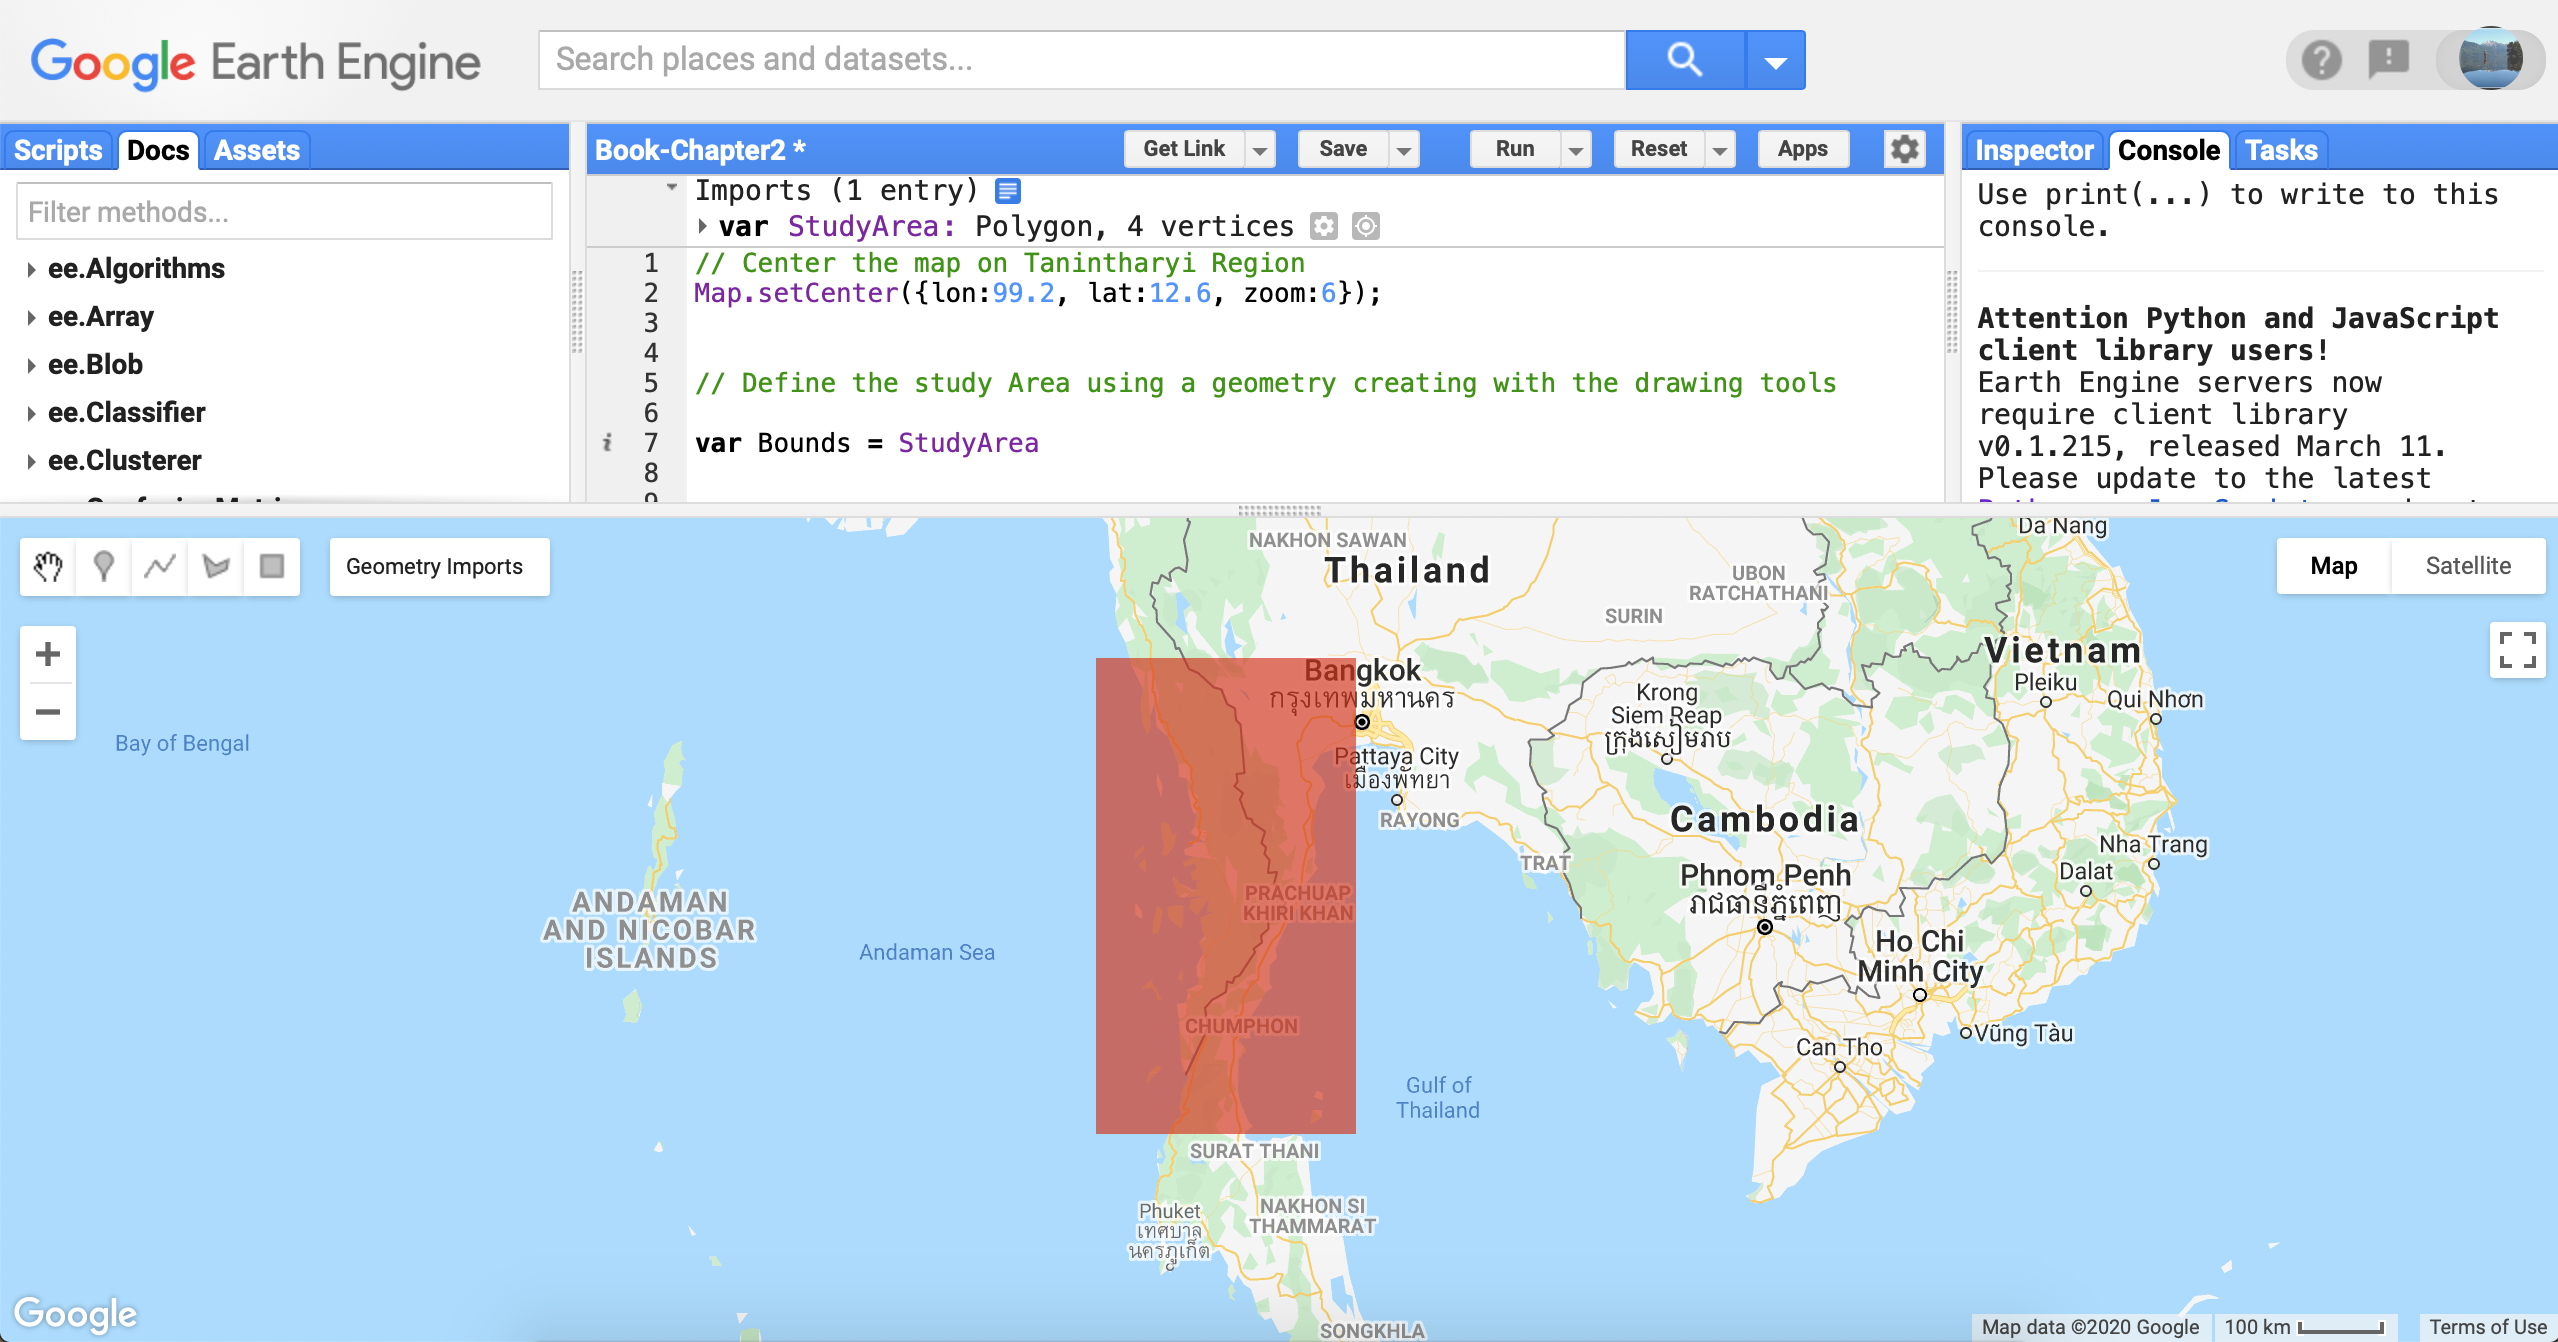 Google Earth Engine
Search places and datasets...
Scripts
Docs
Assets
Filter methods...
ee.Algorithms
ee.Array
ee.Blob
ee.Classifier
ee.Clusterer
Book-Chapter2 *
Get Link
Save
Run
Reset
Apps
Imports (1 entry)
var StudyArea: Polygon, 4 vertices
1 // Center the map on Tanintharyi Region
2 Map.setCenter({lon:99.2, lat:12.6, zoom:6});
3
4
5 // Define the study Area using a geometry creating with the drawing tools
6
i 7 var Bounds = StudyArea
8
9
Inspector
Console
Tasks
Use print(...) to write to this
console.
Attention Python and JavaScript
client library users!
Earth Engine servers now
require client library
v0.1.215, released March 11.
Please update to the latest
Geometry Imports
Map
Satellite
Da Nang
NAKHON SAWAN
Thailand
UBON
RATCHATHANI
SURIN
Vietnam
Bangkok
กรุงเทพมหานคร
Pleiku
Qui Nhơn
Krong
Siem Reap
ក្រុងសៀមរាប
Bay of Bengal
Pattaya City
เมืองพัทยา
RAYONG
Cambodia
Nha Trang
TRAT
Dalat
Phnom Penh
រាជធានីភ្នំពេញ
PRACHUAP
KHIRI KHAN
ANDAMAN
AND NICOBAR
ISLANDS
Andaman Sea
Ho Chi
Minh City
CHUMPHON
Vũng Tàu
Can Tho
Gulf of
Thailand
SURAT THANI
Phuket
เทศบาล
นครภูเก็ต
NAKHON SI
THAMMARAT
SONGKHLA
Google
Map data ©2020 Google
100 km
Terms of Use